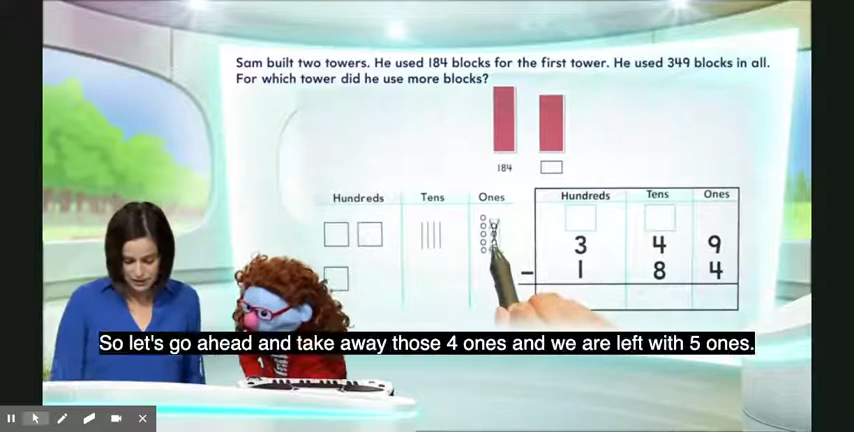 Sam built two towers. He used 184 blocks for the first tower. He used 349 blocks in all.
For which tower did he use more blocks?
184
Hundreds Tens Ones
Hundreds Tens Ones
3 4 9
- 1 8 4
So let's go ahead and take away those 4 ones and we are left with 5 ones.